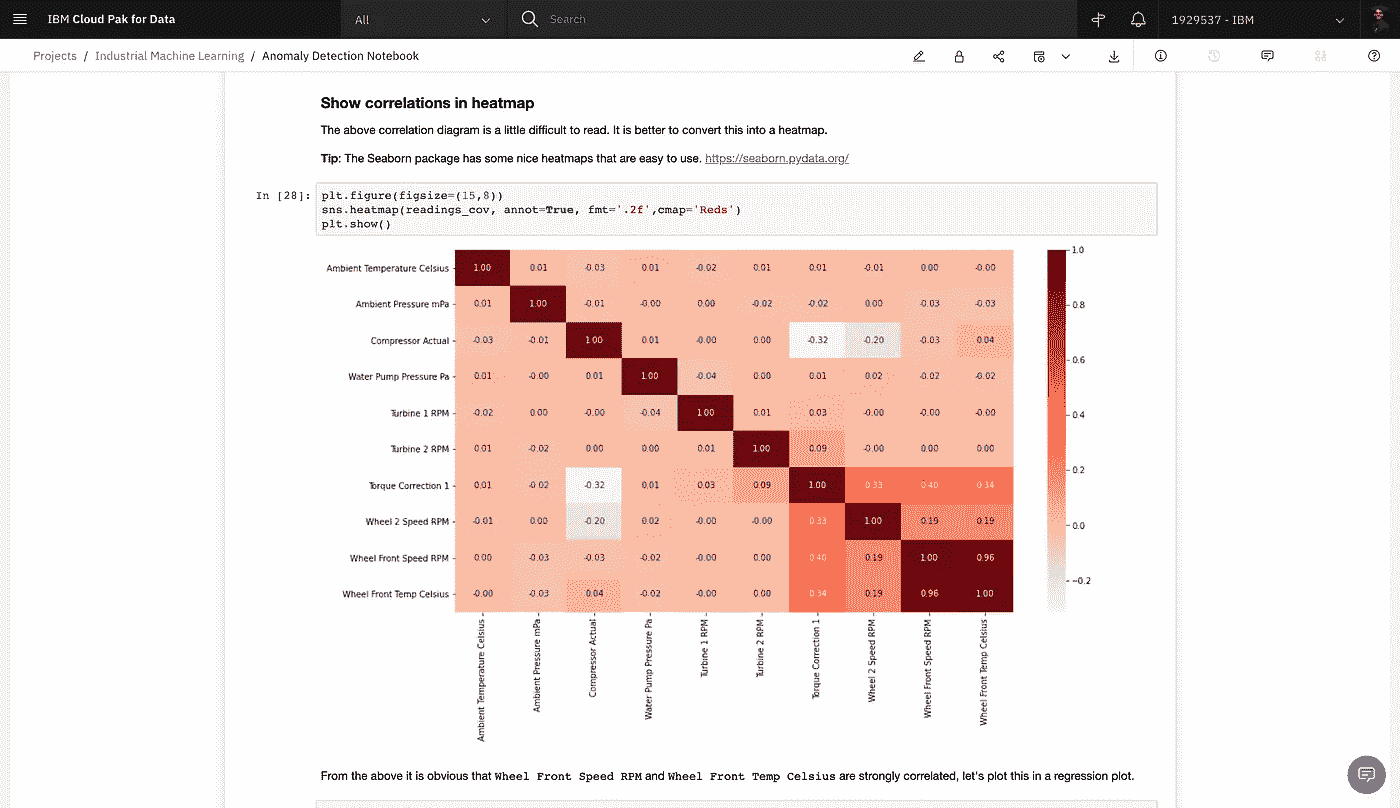 IBM Cloud Pak for Data
All
Search
1929537 - IBM
Projects / Industrial Machine Learning / Anomaly Detection Notebook
Show correlations in heatmap
The above correlation diagram is a little difficult to read. It is better to convert this into a heatmap.
Tip: The Seaborn package has some nice heatmaps that are easy to use. https://seaborn.pydata.org/
In [28]: plt.figure(figsize=(15,8))
sns.heatmap(readings_cov, annot=True, fmt='.2f',cmap='Reds')
plt.show()
Ambient Temperature Celsius 1.00 0.01 -0.03 0.01 -0.02 0.01 0.01 -0.01 0.00 -0.00
Ambient Pressure mPa 0.01 1.00 -0.01 -0.00 0.00 -0.02 -0.02 0.00 -0.03 -0.03
Compressor Actual -0.03 -0.01 1.00 0.01 -0.00 0.00 -0.32 -0.20 -0.03 0.04
Water Pump Pressure Pa 0.01 -0.00 0.01 1.00 -0.04 0.00 0.01 0.02 -0.02 -0.02
Turbine 1 RPM -0.02 0.00 -0.00 -0.04 1.00 0.01 0.03 -0.00 -0.00 -0.00
Turbine 2 RPM 0.01 -0.02 0.00 0.00 0.01 1.00 0.09 -0.00 0.00 0.00
Torque Correction 1 0.01 -0.02 -0.32 0.01 0.03 0.09 1.00 0.33 0.40 0.34
Wheel 2 Speed RPM -0.01 0.00 -0.20 0.02 -0.00 -0.00 0.33 1.00 0.19 0.19
Wheel Front Speed RPM 0.00 -0.03 -0.03 -0.02 -0.00 0.00 0.40 0.19 1.00 0.96
Wheel Front Temp Celsius -0.00 -0.03 0.04 -0.02 -0.00 0.00 0.34 0.19 0.96 1.00
Ambient Temperature Celsius
Ambient Pressure mPa
Compressor Actual
Water Pump Pressure Pa
Turbine 1 RPM
Turbine 2 RPM
Torque Correction 1
Wheel 2 Speed RPM
Wheel Front Speed RPM
Wheel Front Temp Celsius
1.0
0.8
0.6
0.4
0.2
0.0
-0.2
From the above it is obvious that Wheel Front Speed RPM and Wheel Front Temp Celsius are strongly correlated, let's plot this in a regression plot.